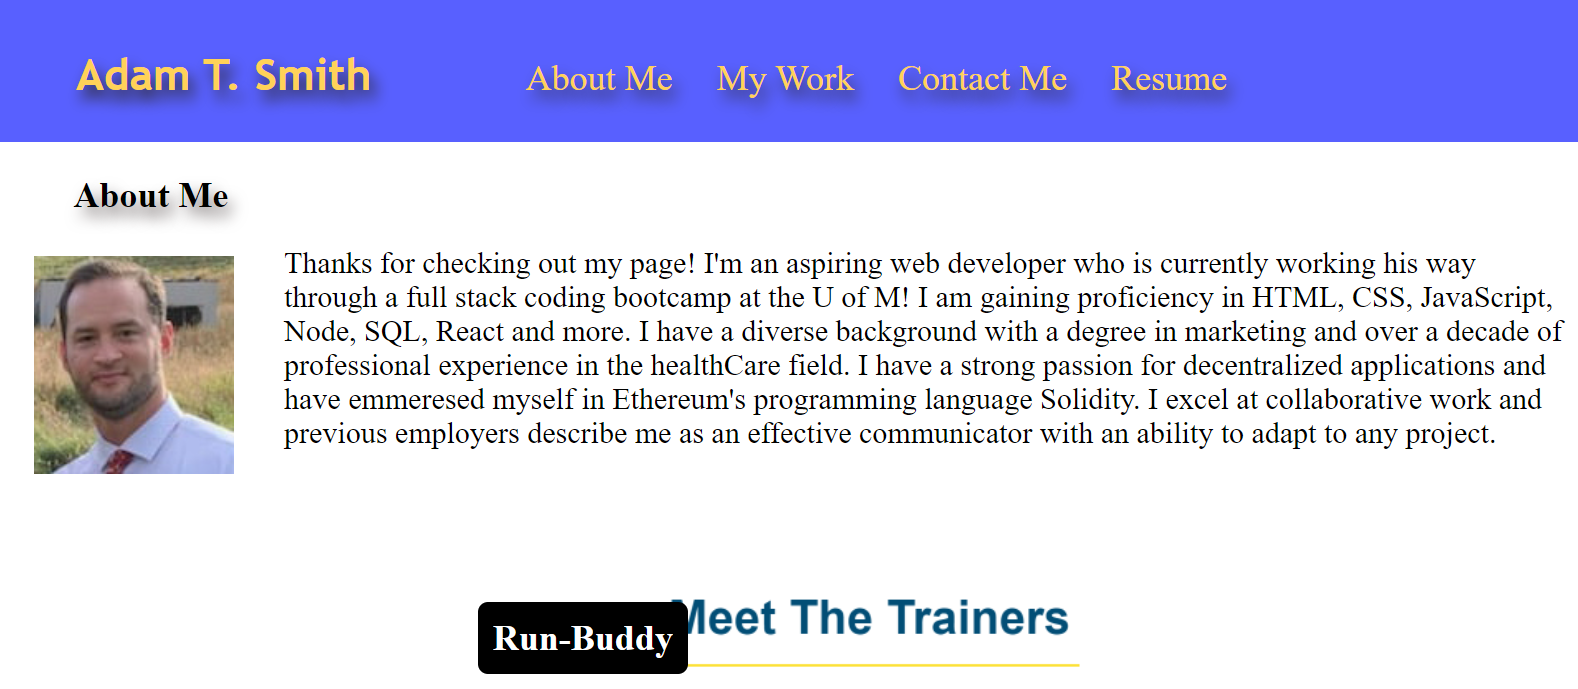 Adam T. Smith
About Me My Work Contact Me Resume
About Me
Thanks for checking out my page! I'm an aspiring web developer who is currently working his way
through a full stack coding bootcamp at the U of M! I am gaining proficiency in HTML, CSS, JavaScript,
Node, SQL, React and more. I have a diverse background with a degree in marketing and over a decade of
professional experience in the healthCare field. I have a strong passion for decentralized applications and
have emmeresed myself in Ethereum's programming language Solidity. I excel at collaborative work and
previous employers describe me as an effective communicator with an ability to adapt to any project.
Meet The Trainers
Run-Buddy